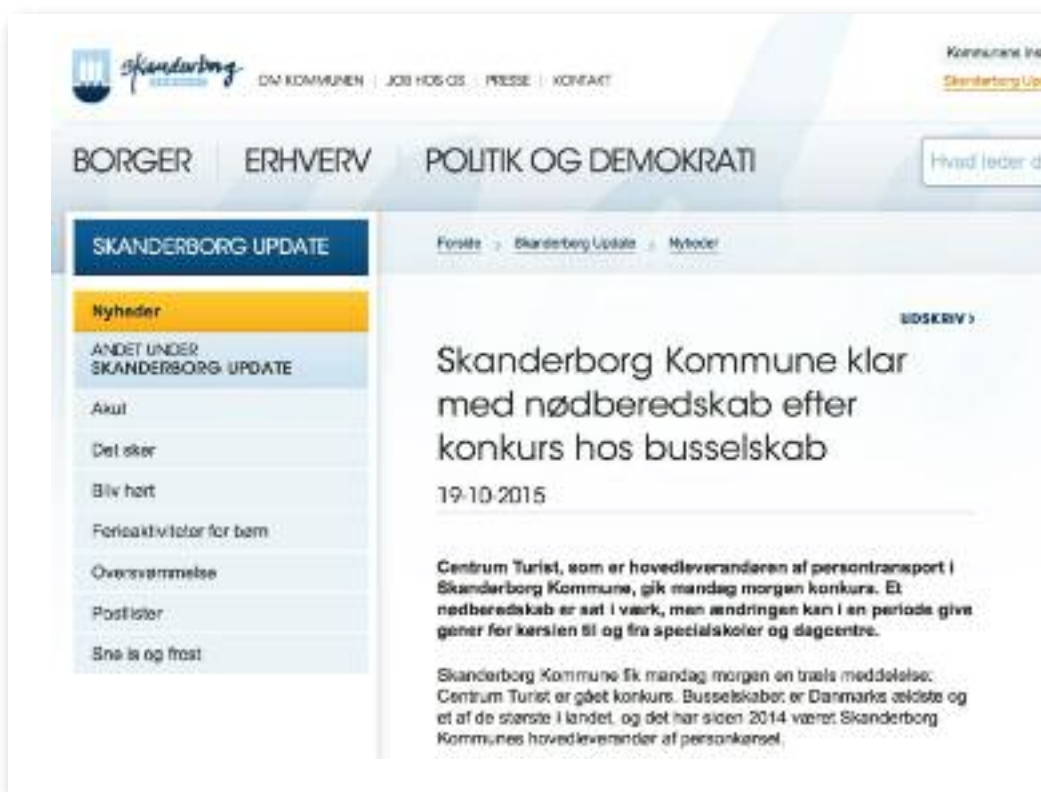 Skanderborg
OM KOMMUNEN | JOB HOS OS | PRESSE | KONTAKT
Kommunens
Skanderborg
BORGER
ERHVERV
POLITIK OG DEMOKRATI
Hvad leder d
SKANDERBORG UPDATE
Forside > Skanderborg Update > Nyheder
Nyheder
ANDET UNDER
SKANDERBORG UPDATE
Akut
Det sker
Bliv hørt
Ferieaktiviteter for børn
Oversvømmelse
Postlister
Sne is og frost
UDSKRIV >
Skanderborg Kommune klar
med nødberedskab efter
konkurs hos busselskab
19-10-2015
Centrum Turist, som er hovedleverandøren af persontransport i
Skanderborg Kommune, gik mandag morgen konkurs. Et
nødberedskab er sat i værk, men ændringen kan i en periode give
gener for kørslen til og fra specialskoler og dagcentre.
Skanderborg Kommune fik mandag morgen en træls meddelelse:
Centrum Turist er gået konkurs. Busselskabet er Danmarks ældste og
et af de største i landet, og det har siden 2014 været Skanderborg
Kommunes hovedleverandør af personkørsel.